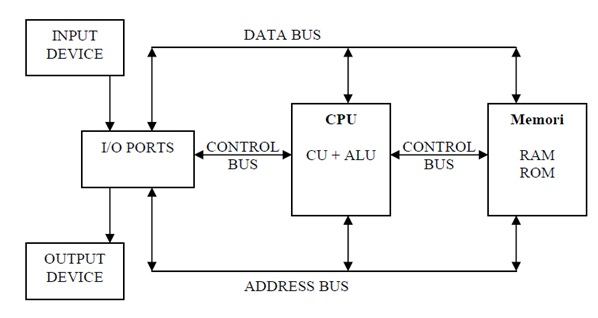 INPUT
DEVICE
DATA BUS
I/O PORTS
CONTROL
BUS
CPU
CU + ALU
CONTROL
BUS
Memori
RAM
ROM
OUTPUT
DEVICE
ADDRESS BUS